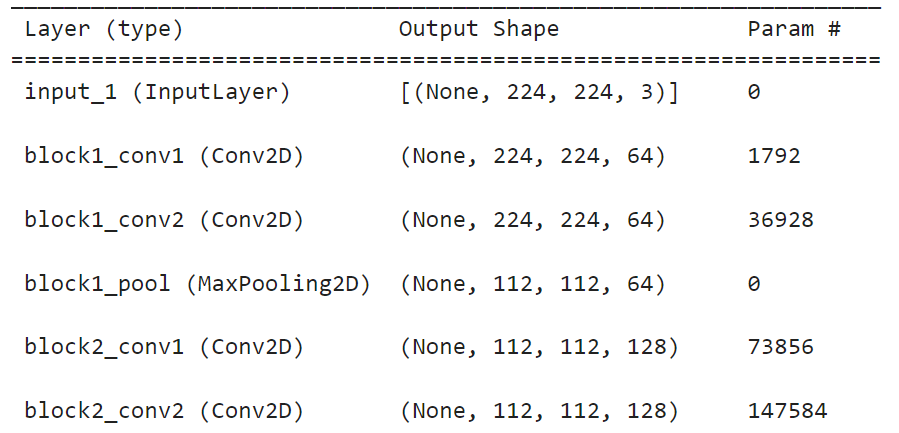 Layer (type) Output Shape Param #
=================================================================
input_1 (InputLayer) [(None, 224, 224, 3)] 0
block1_conv1 (Conv2D) (None, 224, 224, 64) 1792
block1_conv2 (Conv2D) (None, 224, 224, 64) 36928
block1_pool (MaxPooling2D) (None, 112, 112, 64) 0
block2_conv1 (Conv2D) (None, 112, 112, 128) 73856
block2_conv2 (Conv2D) (None, 112, 112, 128) 147584